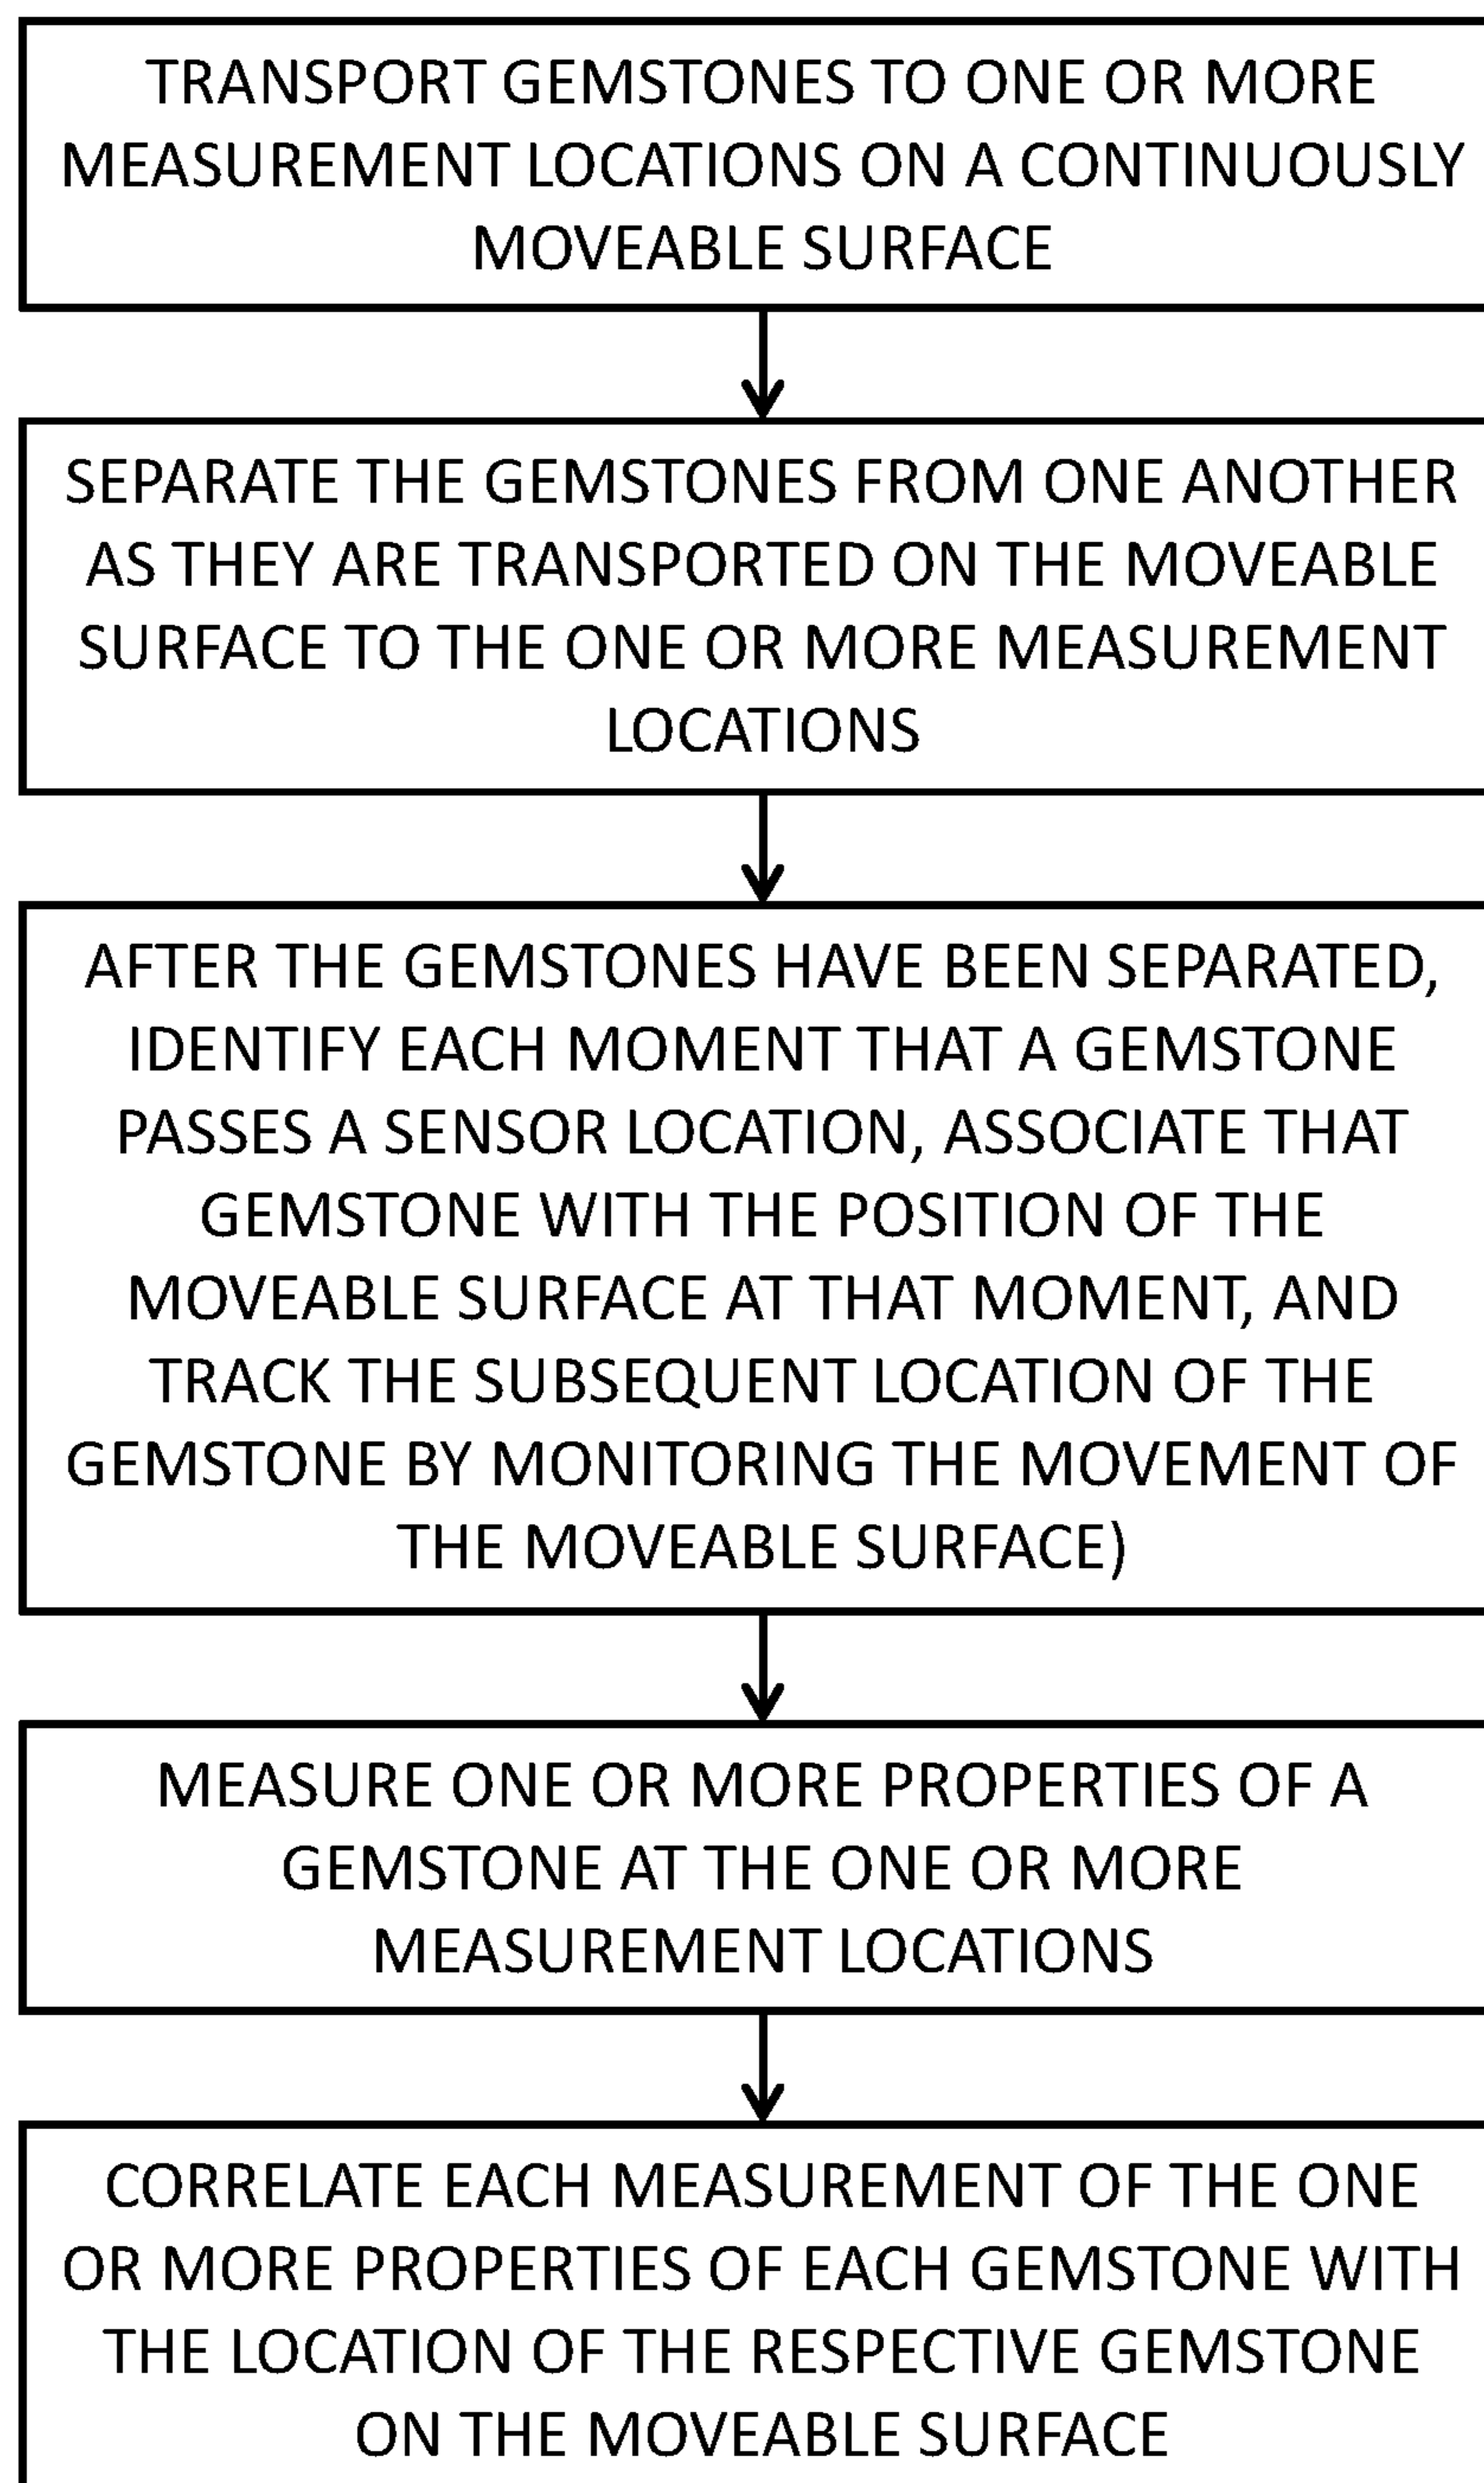 TRANSPORT GEMSTONES TO ONE OR MORE
MEASUREMENT LOCATIONS ON A CONTINUOUSLY
MOVEABLE SURFACE
SEPARATE THE GEMSTONES FROM ONE ANOTHER
AS THEY ARE TRANSPORTED ON THE MOVEABLE
SURFACE TO THE ONE OR MORE MEASUREMENT
LOCATIONS
AFTER THE GEMSTONES HAVE BEEN SEPARATED,
IDENTIFY EACH MOMENT THAT A GEMSTONE
PASSES A SENSOR LOCATION, ASSOCIATE THAT
GEMSTONE WITH THE POSITION OF THE
MOVEABLE SURFACE AT THAT MOMENT, AND
TRACK THE SUBSEQUENT LOCATION OF THE
GEMSTONE BY MONITORING THE MOVEMENT OF
THE MOVEABLE SURFACE)
MEASURE ONE OR MORE PROPERTIES OF A
GEMSTONE AT THE ONE OR MORE
MEASUREMENT LOCATIONS
CORRELATE EACH MEASUREMENT OF THE ONE
OR MORE PROPERTIES OF EACH GEMSTONE WITH
THE LOCATION OF THE RESPECTIVE GEMSTONE
ON THE MOVEABLE SURFACE